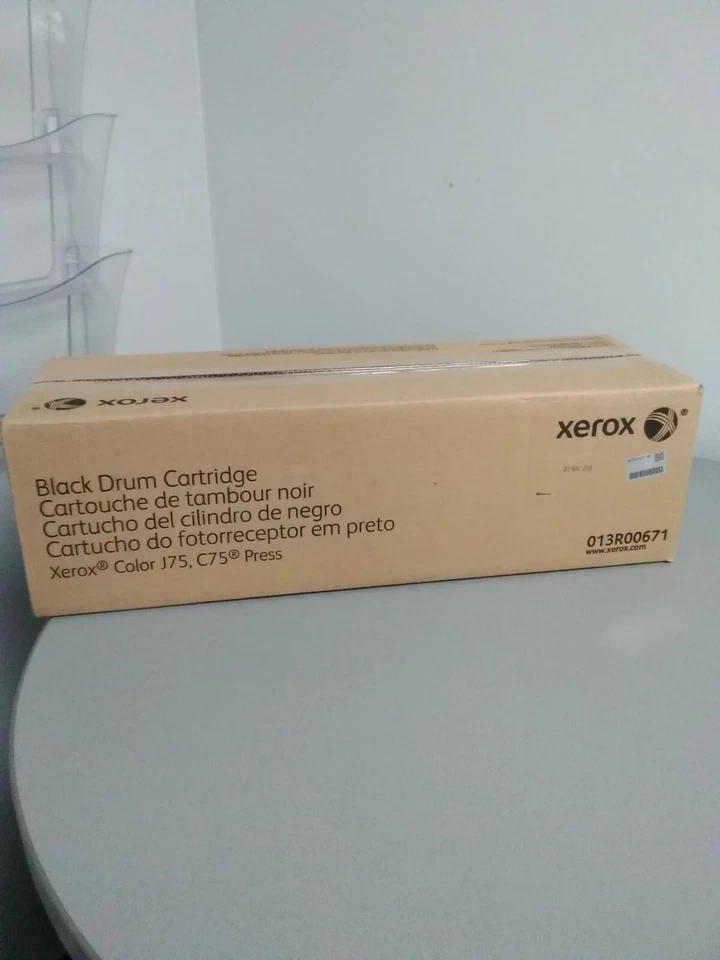 xerox
xerox ®
Black Drum Cartridge
Cartouche de tambour noir
Cartucho del cilindro de negro
Cartucho do fotorreceptor em preto
Xerox® Color J75, C75® Press
013R00671
www.xerox.com